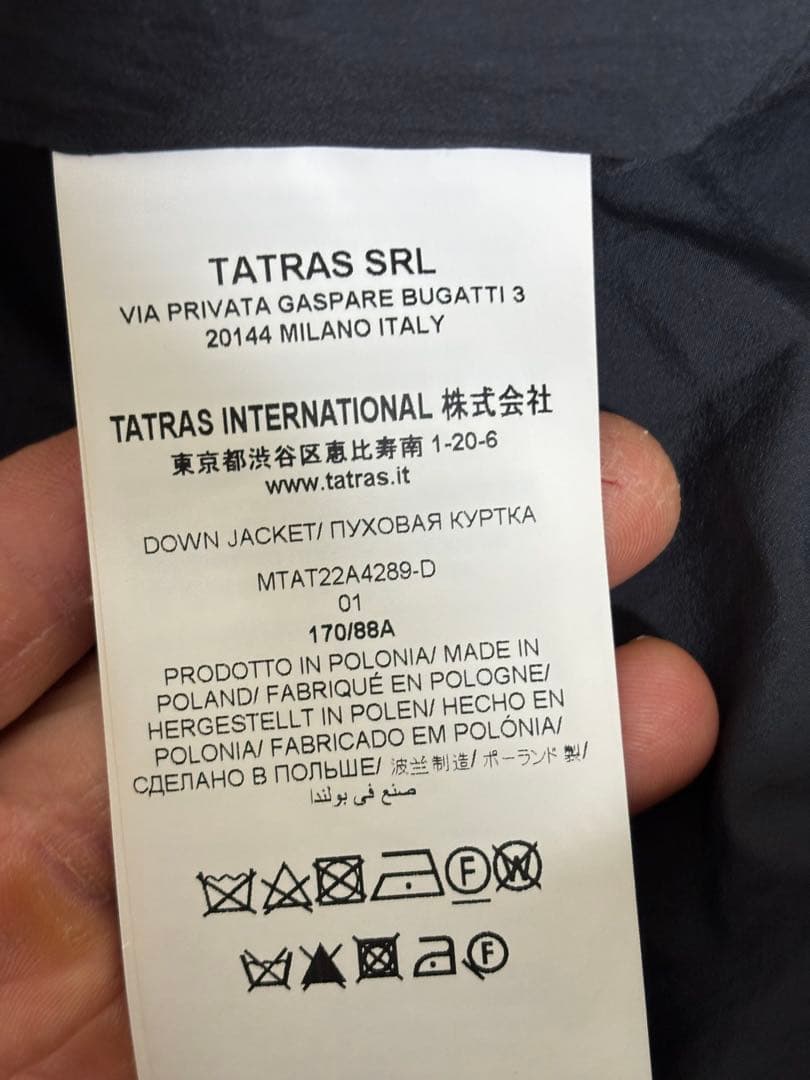 TATRAS SRL
VIA PRIVATA GASPARE BUGATTI 3
20144 MILANO ITALY
TATRAS INTERNATIONAL 株式会社
東京都渋谷区恵比寿南 1-20-6
www.tatras.it
DOWN JACKET/ ПУХОВАЯ КУРТКА
MTAT22A4289-D
01
170/88A
PRODOTTO IN POLONIA/ MADE IN
POLAND/ FABRIQUÉ EN POLOGNE/
HERGESTELLT IN POLEN/ HECHO EN
POLONIA/ FABRICADO EM POLÓNIA/
СДЕЛАНО В ПОЛЬШЕ/ 波兰制造/ ポーランド 製/
صنع في بولندا
F W
F